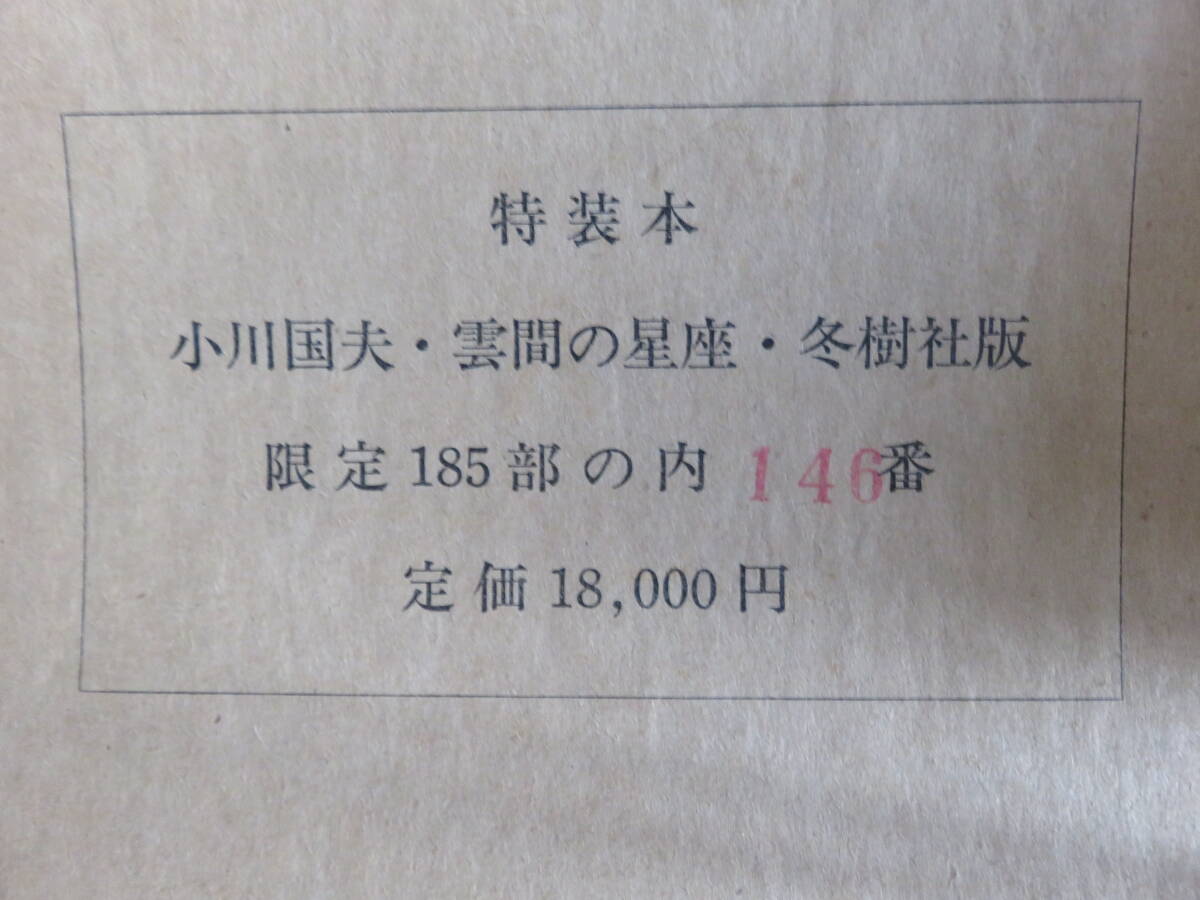 特装本
小川国夫・雲間の星座・冬樹社版
限定185部の内 146番
定価18,000円